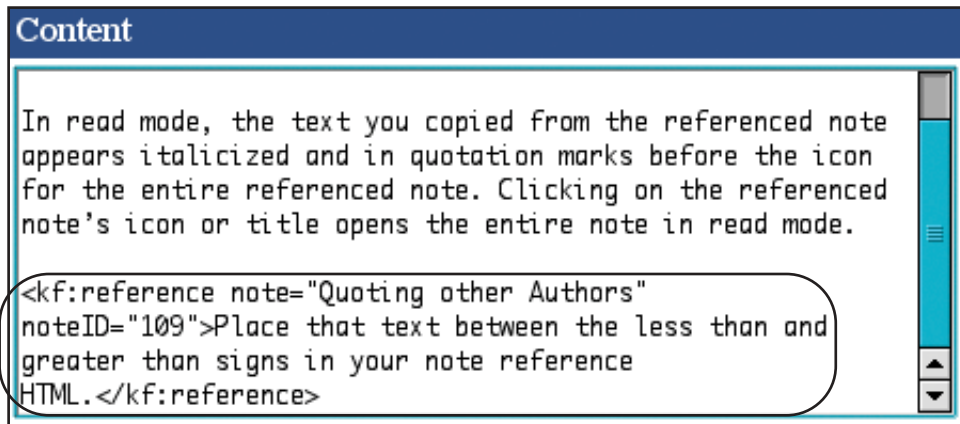 Content
In read mode, the text you copied from the referenced note
appears italicized and in quotation marks before the icon
for the entire referenced note. Clicking on the referenced
note's icon or title opens the entire note in read mode.
<kf:reference note="Quoting other Authors"
noteID="109">Place that text between the less than and
greater than signs in your note reference
HTML.</kf:reference>